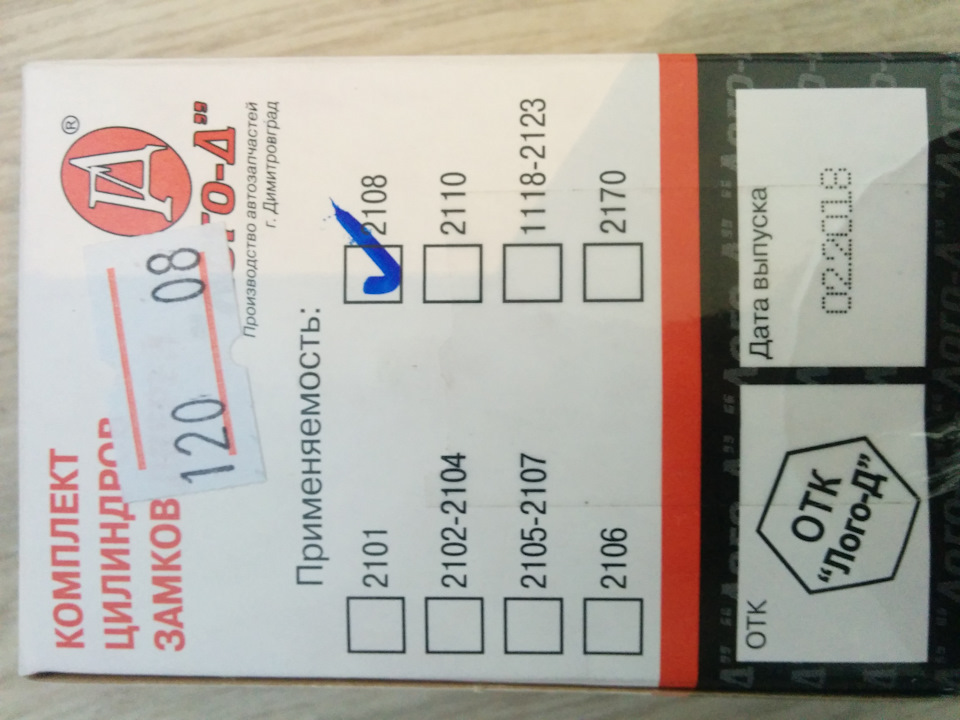 КОМПЛЕКТ
ЦИЛИНДРОВ
ЗАМКОВ
120 08
®
ГО-Д”
Производство автозапчастей
г. Димитровград
Применяемость:
2101
2102-2104
2105-2107
2106
2108
2110
1118-2123
2170
ОТК
ОТК
“Лого-Д”
Дата выпуска
022018